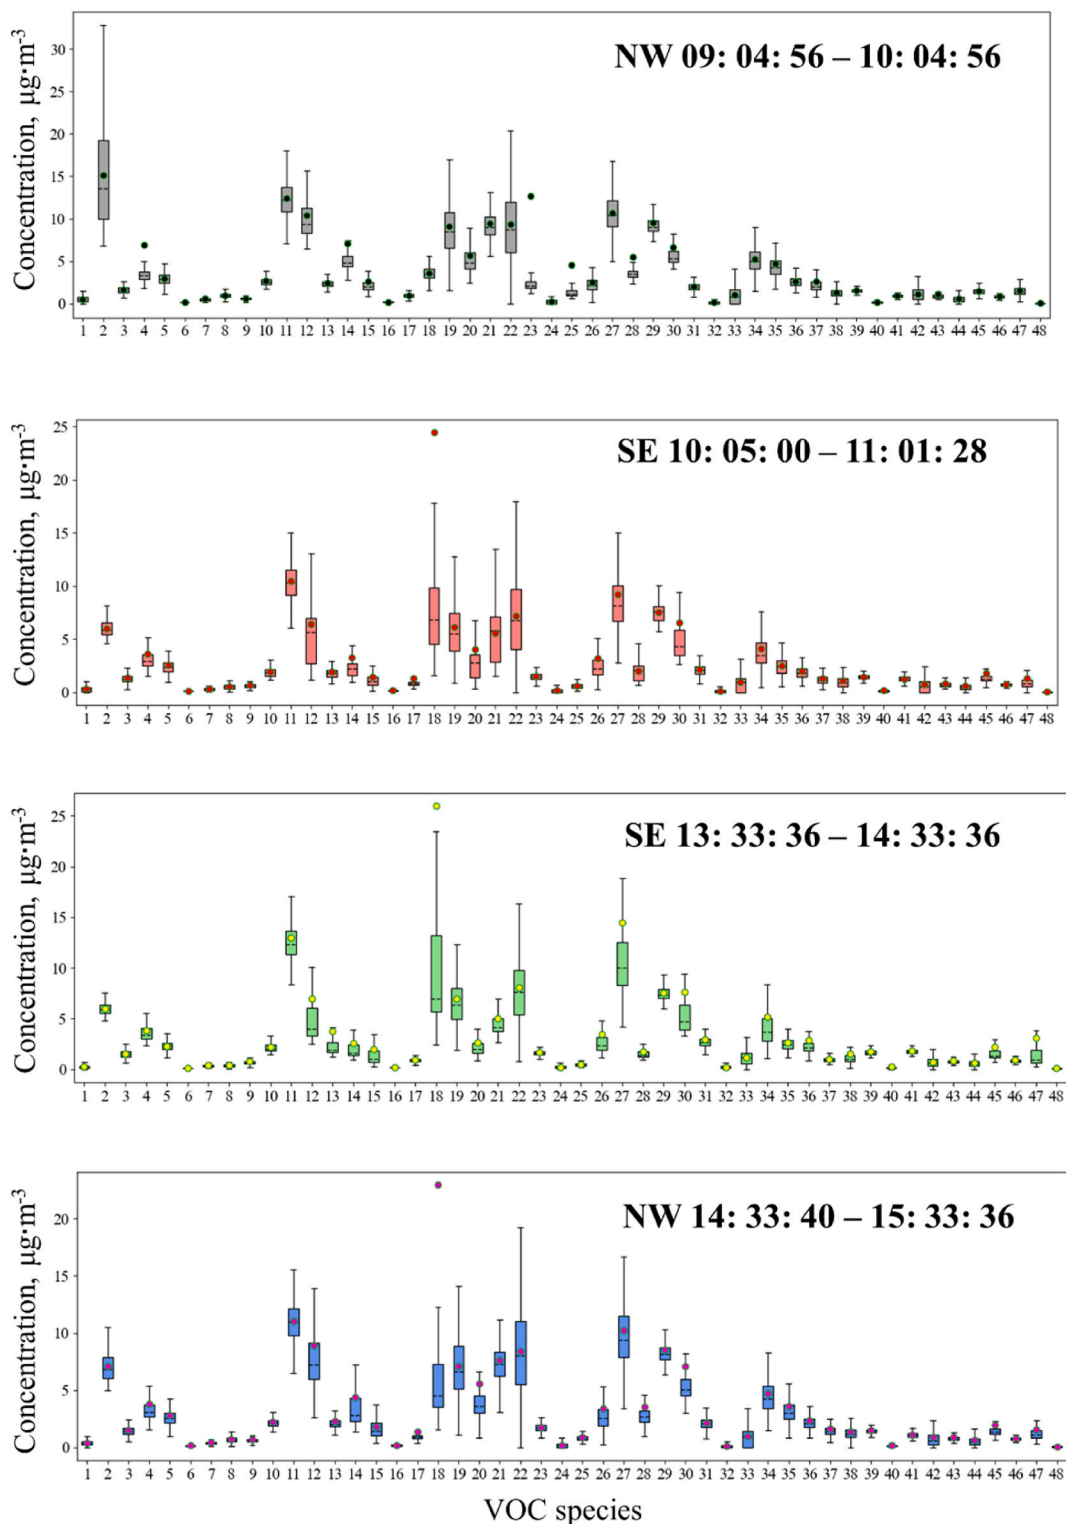 NW 09: 04: 56 – 10: 04: 56
Concentration, µg·m⁻³
30
25
20
15
10
5
0
1 2 3 4 5 6 7 8 9 10 11 12 13 14 15 16 17 18 19 20 21 22 23 24 25 26 27 28 29 30 31 32 33 34 35 36 37 38 39 40 41 42 43 44 45 46 47 48
SE 10: 05: 00 – 11: 01: 28
Concentration, µg·m⁻³
25
20
15
10
5
0
1 2 3 4 5 6 7 8 9 10 11 12 13 14 15 16 17 18 19 20 21 22 23 24 25 26 27 28 29 30 31 32 33 34 35 36 37 38 39 40 41 42 43 44 45 46 47 48
SE 13: 33: 36 – 14: 33: 36
Concentration, µg·m⁻³
25
20
15
10
5
0
1 2 3 4 5 6 7 8 9 10 11 12 13 14 15 16 17 18 19 20 21 22 23 24 25 26 27 28 29 30 31 32 33 34 35 36 37 38 39 40 41 42 43 44 45 46 47 48
NW 14: 33: 40 – 15: 33: 36
Concentration, µg·m⁻³
20
15
10
5
0
1 2 3 4 5 6 7 8 9 10 11 12 13 14 15 16 17 18 19 20 21 22 23 24 25 26 27 28 29 30 31 32 33 34 35 36 37 38 39 40 41 42 43 44 45 46 47 48
VOC species